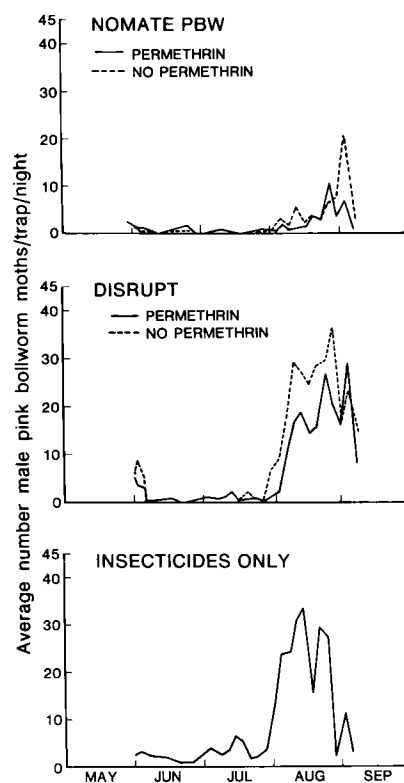 Average number male pink bollworm moths/trap/night
NOMATE PBW
PERMETHRIN
NO PERMETHRIN
45
40
30
20
10
0
DISRUPT
PERMETHRIN
NO PERMETHRIN
45
40
30
20
10
0
INSECTICIDES ONLY
45
40
30
20
10
0
MAY JUN JUL AUG SEP